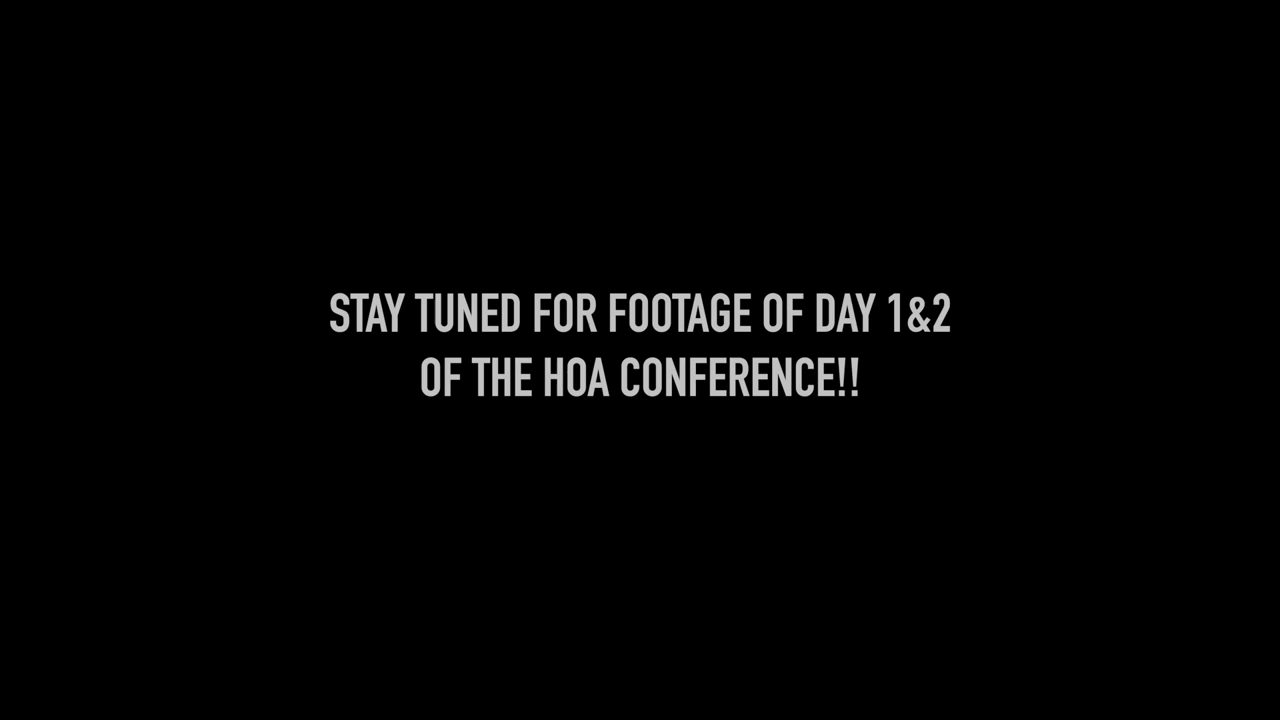 STAY TUNED FOR FOOTAGE OF DAY 1&2
OF THE HOA CONFERENCE!!